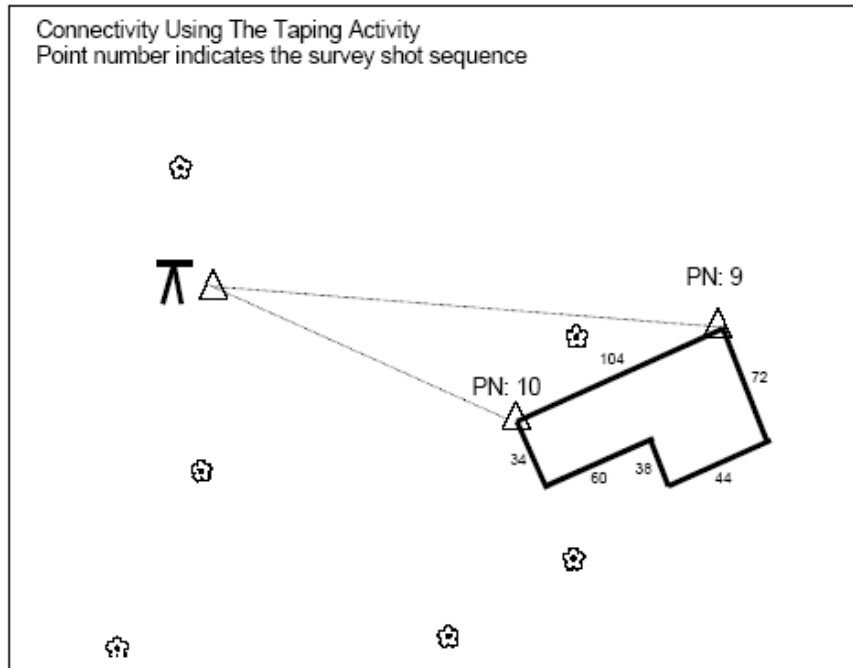 Connectivity Using The Taping Activity
Point number indicates the survey shot sequence
PN: 9
104
72
PN: 10
34
60
38
44